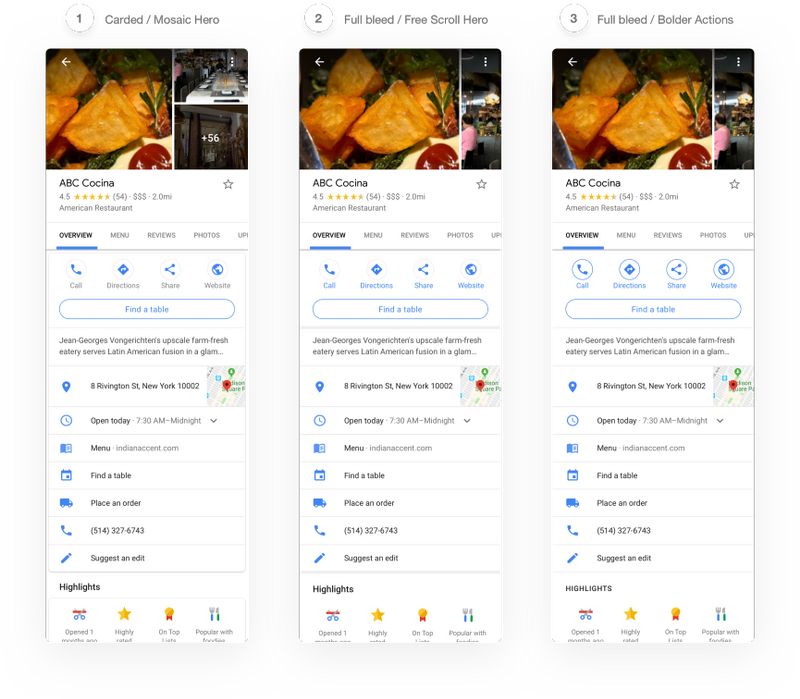 1 Carded / Mosaic Hero
+56
ABC Cocina
4.5 (54) · $$$ · 2.0mi
American Restaurant
OVERVIEW MENU REVIEWS PHOTOS
Call Directions Share Website
Find a table
Jean-Georges Vongerichten's upscale farm-fresh
eatery serves Latin American fusion in a glam...
8 Rivington St, New York 10002
Open today · 7:30 AM–Midnight
Menu · indianaccent.com
Find a table
Place an order
(514) 327-6743
Suggest an edit
Highlights
Opened 1 Highly On Top Popular with
months ago rated Lists foodies
2 Full bleed / Free Scroll Hero
ABC Cocina
4.5 (54) · $$$ · 2.0mi
American Restaurant
OVERVIEW MENU REVIEWS PHOTOS
Call Directions Share Website
Find a table
Jean-Georges Vongerichten's upscale farm-fresh
eatery serves Latin American fusion in a glam...
8 Rivington St, New York 10002
Open today · 7:30 AM–Midnight
Menu · indianaccent.com
Find a table
Place an order
(514) 327-6743
Suggest an edit
Highlights
Opened 1 Highly On Top Popular with
months ago rated Lists foodies
3 Full bleed / Bolder Actions
ABC Cocina
4.5 (54) · $$$ · 2.0mi
American Restaurant
OVERVIEW MENU REVIEWS PHOTOS
Call Directions Share Website
Find a table
Jean-Georges Vongerichten's upscale farm-fresh
eatery serves Latin American fusion in a glam...
8 Rivington St, New York 10002
Open today · 7:30 AM–Midnight
Menu · indianaccent.com
Find a table
Place an order
(514) 327-6743
Suggest an edit
HIGHLIGHTS
Opened 1 Highly On Top Popular with
months ago rated Lists foodies